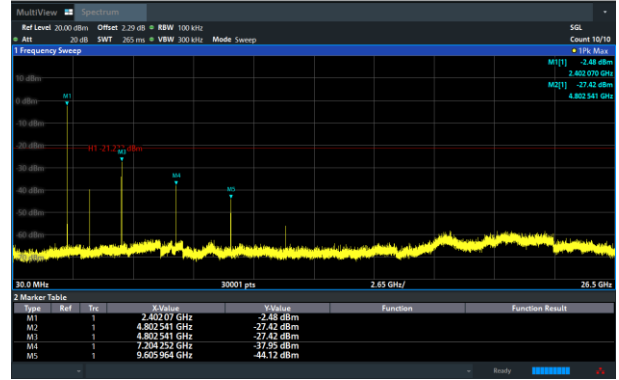 MultiView Spectrum
Ref Level 20.00 dBm Offset 2.29 dB RBW 100 kHz SGL
Att 20 dB SWT 265 ms VBW 300 kHz Mode Sweep Count 10/10
1 Frequency Sweep 1Pk Max
M1[1] -2.48 dBm
2.402 070 GHz
M2[1] -27.42 dBm
4.802 541 GHz
10 dBm
M1
0 dBm
-10 dBm
-20 dBm
H1 -21.212 dBm
M3
-30 dBm
M4
-40 dBm
M5
-50 dBm
-60 dBm
30.0 MHz 30001 pts 2.65 GHz/ 26.5 GHz
2 Marker Table
Type Ref Trc X-Value Y-Value Function Function Result
M1 1 2.402 07 GHz -2.48 dBm
M2 1 4.802 541 GHz -27.42 dBm
M3 1 4.802 541 GHz -27.42 dBm
M4 1 7.204 252 GHz -37.95 dBm
M5 1 9.605 964 GHz -44.12 dBm
Ready